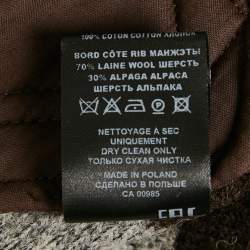 100% COTON COTTON ХЛОПОК
BORD CÔTE RIB МАНЖЕТЫ
70% LAINE WOOL ШЕРСТЬ
30% ALPAGA ALPACA
ШЕРСТЬ АЛЬПАКА
NETTOYAGE A SEC
UNIQUEMENT
DRY CLEAN ONLY
ТОЛЬКО СУХАЯ ЧИСТКА
MADE IN POLAND
СДЕЛАНО В ПОЛЬШЕ
CA 00985